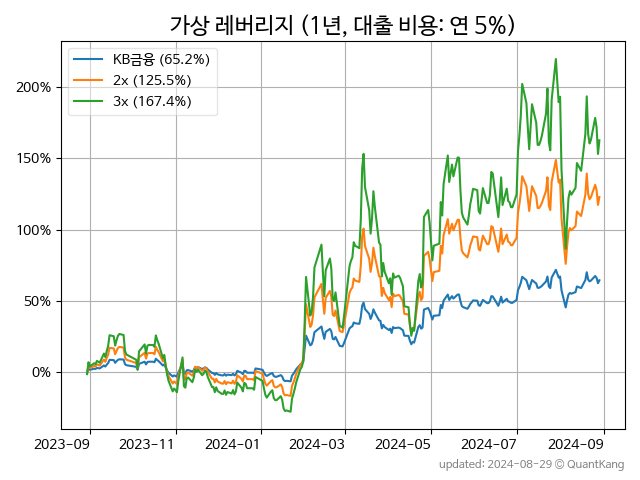 가상 레버리지 (1년, 대출 비용: 연 5%)
KB금융 (65.2%)
2x (125.5%)
3x (167.4%)
200%
150%
100%
50%
0%
2023-09 2023-11 2024-01 2024-03 2024-05 2024-07 2024-09
updated: 2024-08-29 © QuantKang